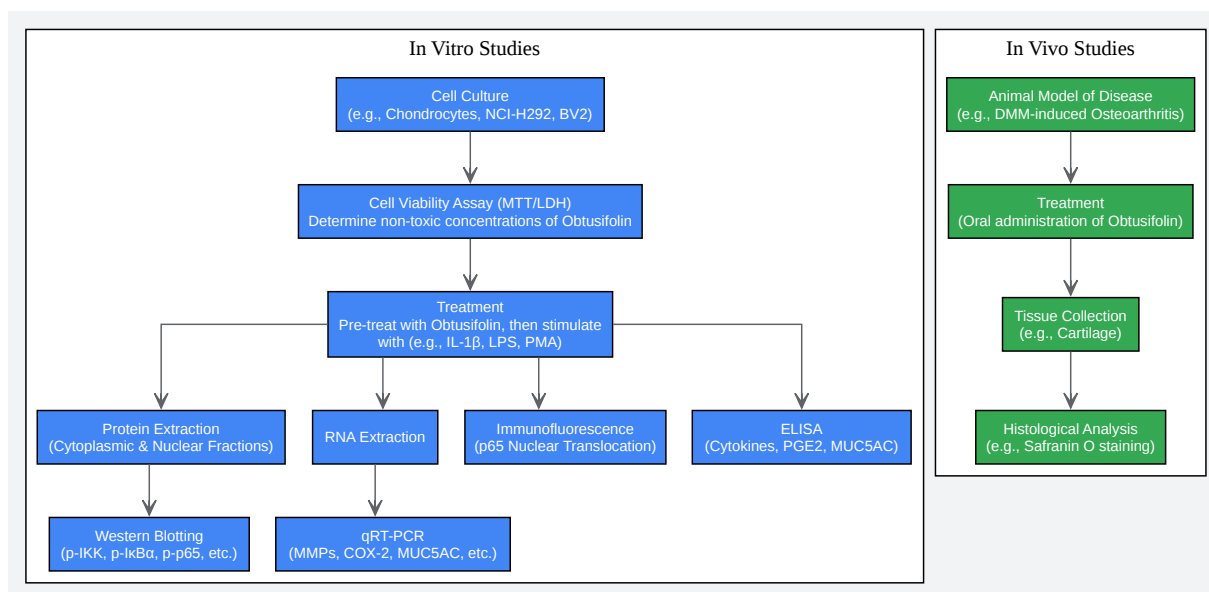 In Vitro Studies
Cell Culture
(e.g., Chondrocytes, NCI-H292, BV2)
Cell Viability Assay (MTT/LDH)
Determine non-toxic concentrations of Obtusifolin
Treatment
Pre-treat with Obtusifolin, then stimulate
with (e.g., IL-1β, LPS, PMA)
Protein Extraction
(Cytoplasmic & Nuclear Fractions)
RNA Extraction
Immunofluorescence
(p65 Nuclear Translocation)
ELISA
(Cytokines, PGE2, MUC5AC)
Western Blotting
(p-IKK, p-IκBα, p-p65, etc.)
qRT-PCR
(MMPs, COX-2, MUC5AC, etc.)
In Vivo Studies
Animal Model of Disease
(e.g., DMM-induced Osteoarthritis)
Treatment
(Oral administration of Obtusifolin)
Tissue Collection
(e.g., Cartilage)
Histological Analysis
(e.g., Safranin O staining)